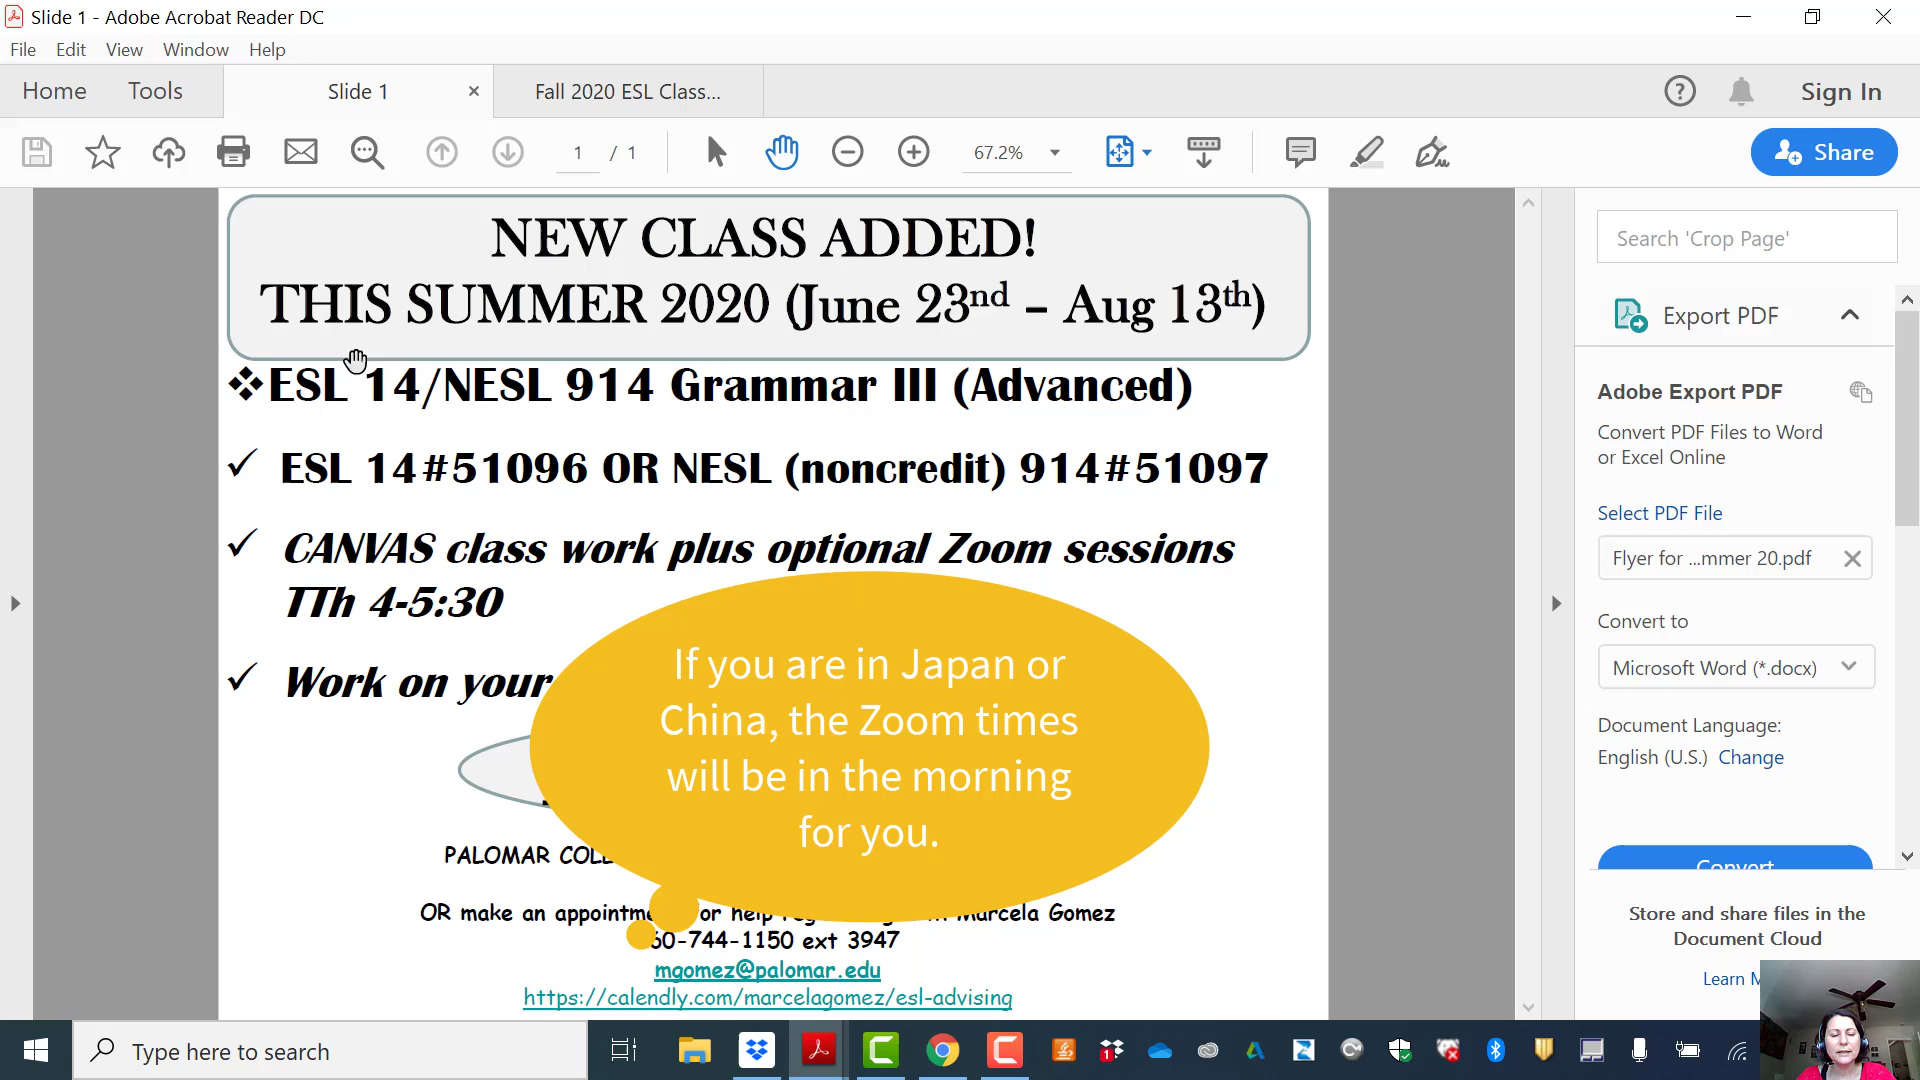 Slide 1 - Adobe Acrobat Reader DC
File Edit View Window Help
Home Tools Slide 1 × Fall 2020 ESL Class... ? Sign In
1 / 1 67.2% Share
NEW CLASS ADDED!
THIS SUMMER 2020 (June 23nd – Aug 13th)
❖ESL 14/NESL 914 Grammar III (Advanced)
✓ ESL 14#51096 OR NESL (noncredit) 914#51097
✓ CANVAS class work plus optional Zoom sessions
TTh 4-5:30
✓ Work on your
If you are in Japan or
China, the Zoom times
will be in the morning
for you.
PALOMAR
OR make an or help Marcela Gomez
60-744-1150 ext 3947
mgomez@palomar.edu
https://calendly.com/marcelagomez/esl-advising
Search 'Crop Page'
Export PDF
Adobe Export PDF
Convert PDF Files to Word
or Excel Online
Select PDF File
Flyer for ...mmer 20.pdf
Convert to
Microsoft Word (*.docx)
Document Language:
English (U.S.) Change
Convert
Store and share files in the
Document Cloud
Learn
Type here to search